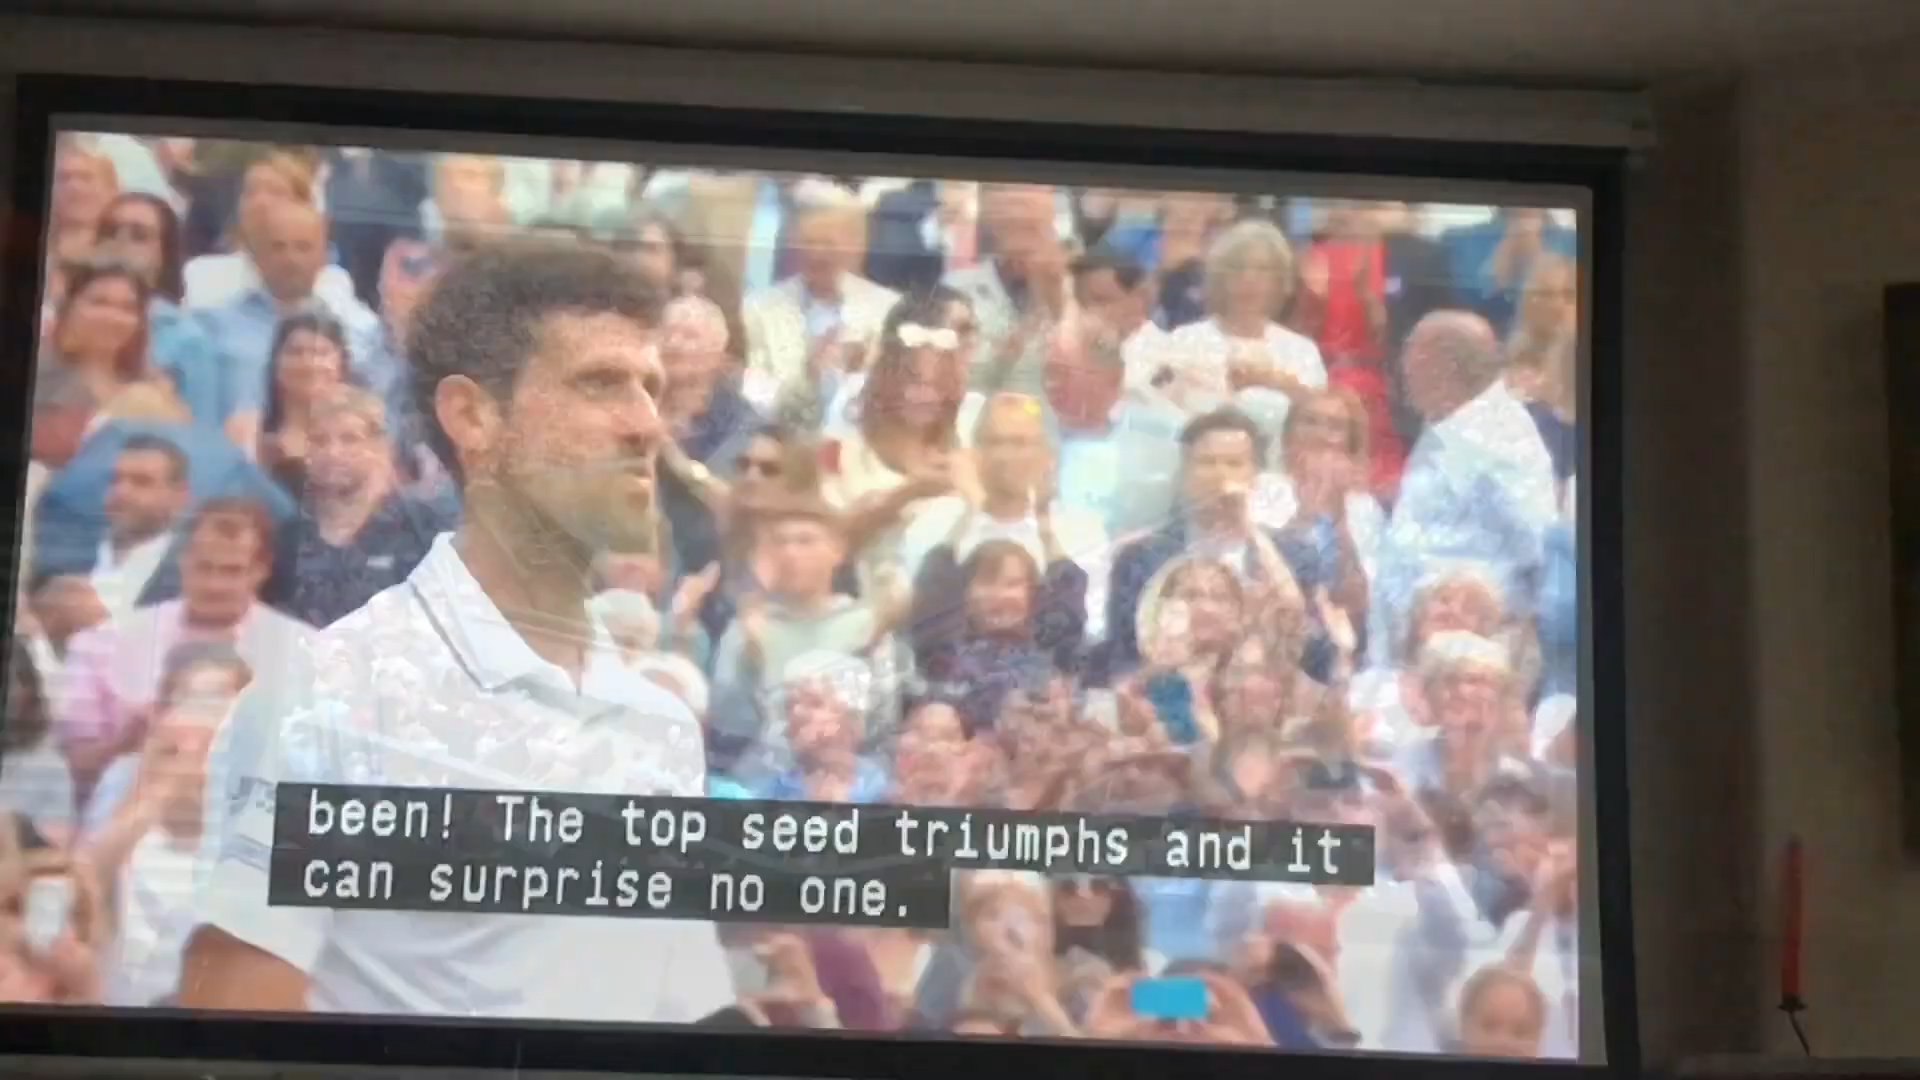 been! The top seed triumphs and it
can surprise no one.